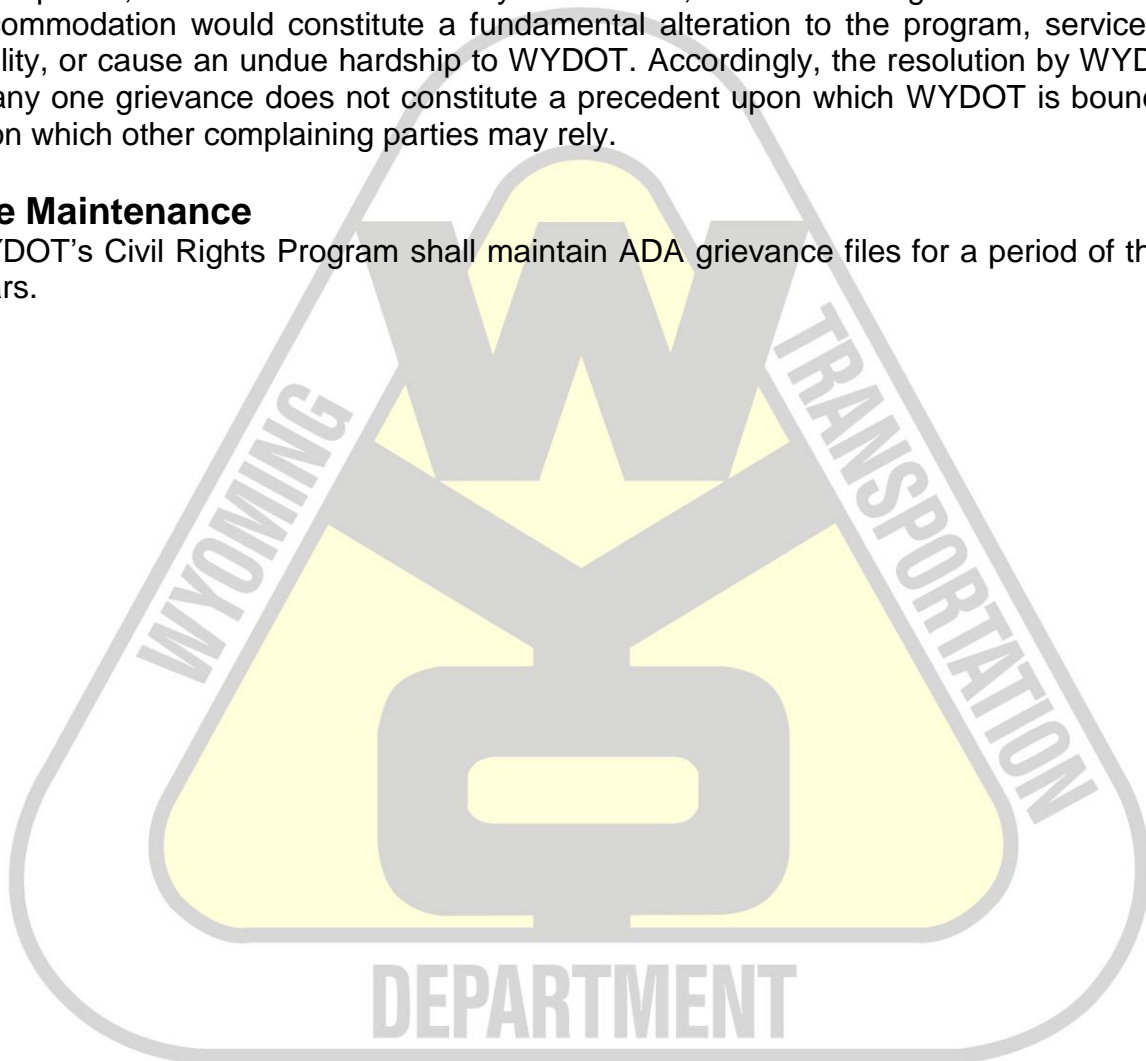 commodation would constitute a fundamental alteration to the program, service
lity, or cause an undue hardship to WYDOT. Accordingly, the resolution by WYD
any one grievance does not constitute a precedent upon which WYDOT is bound
on which other complaining parties may rely.
e Maintenance
YDOT's Civil Rights Program shall maintain ADA grievance files for a period of th
ars.
WYOMING
TRANSPORTATION
W
Y
O
DEPARTMENT